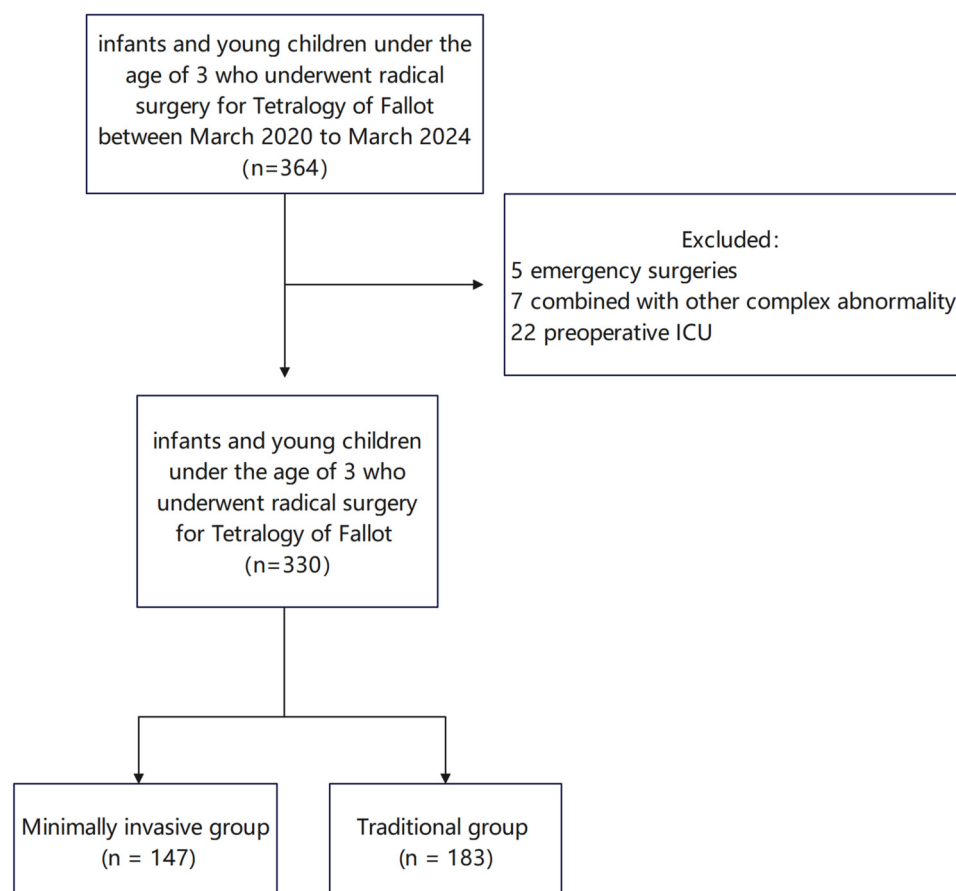 infants and young children under the
age of 3 who underwent radical
surgery for Tetralogy of Fallot
between March 2020 to March 2024
(n=364)
Excluded:
5 emergency surgeries
7 combined with other complex abnormality
22 preoperative ICU
infants and young children
under the age of 3 who
underwent radical surgery
for Tetralogy of Fallot
(n=330)
Minimally invasive group
(n = 147)
Traditional group
(n = 183)